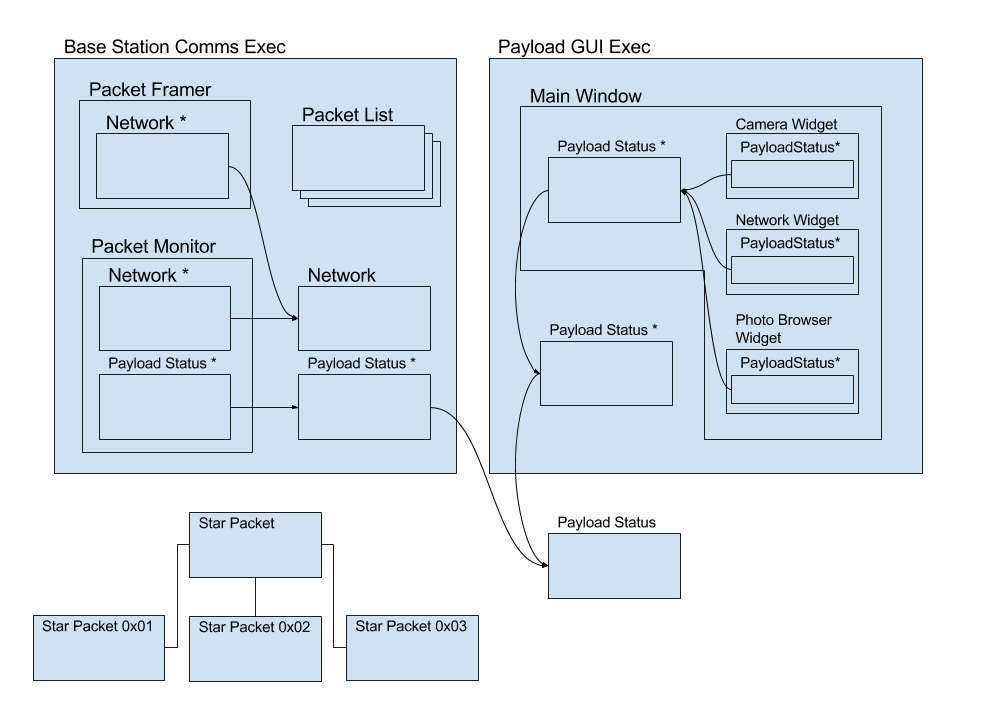 Base Station Comms Exec
Packet Framer
Network *
Packet List
Packet Monitor
Network *
Network
Payload Status *
Payload Status *
Payload GUI Exec
Main Window
Payload Status *
Camera Widget
PayloadStatus*
Network Widget
PayloadStatus*
Photo Browser
Widget
PayloadStatus*
Payload Status *
Payload Status
Star Packet
Star Packet 0x01
Star Packet 0x02
Star Packet 0x03